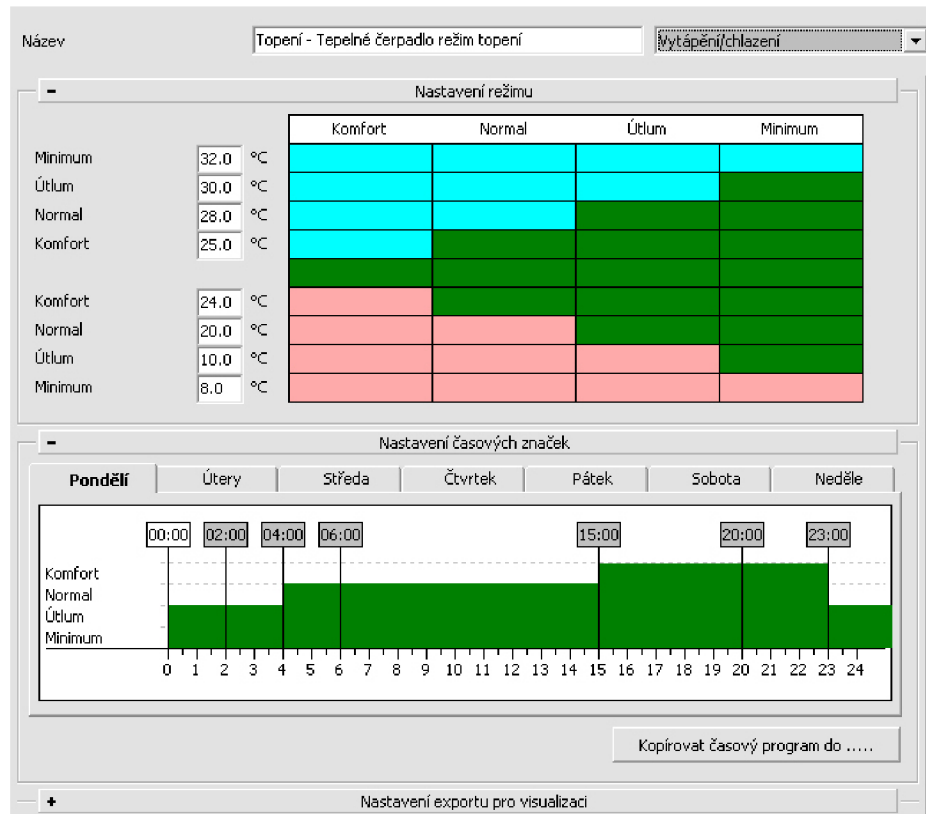 Název Topení - Tepelné čerpadlo režim topení Vytápění/chlazení
- Nastavení režimu
Komfort Normal Útlum Minimum
Minimum 32.0 °C
Útlum 30.0 °C
Normal 28.0 °C
Komfort 25.0 °C
Komfort 24.0 °C
Normal 20.0 °C
Útlum 10.0 °C
Minimum 8.0 °C
- Nastavení časových značek
Pondělí Útery Středa Čtvrtek Pátek Sobota Neděle
00:00 02:00 04:00 06:00 15:00 20:00 23:00
Komfort
Normal
Útlum
Minimum
0 1 2 3 4 5 6 7 8 9 10 11 12 13 14 15 16 17 18 19 20 21 22 23 24
Kopírovat časový program do .....
+ Nastavení exportu pro visualizaci